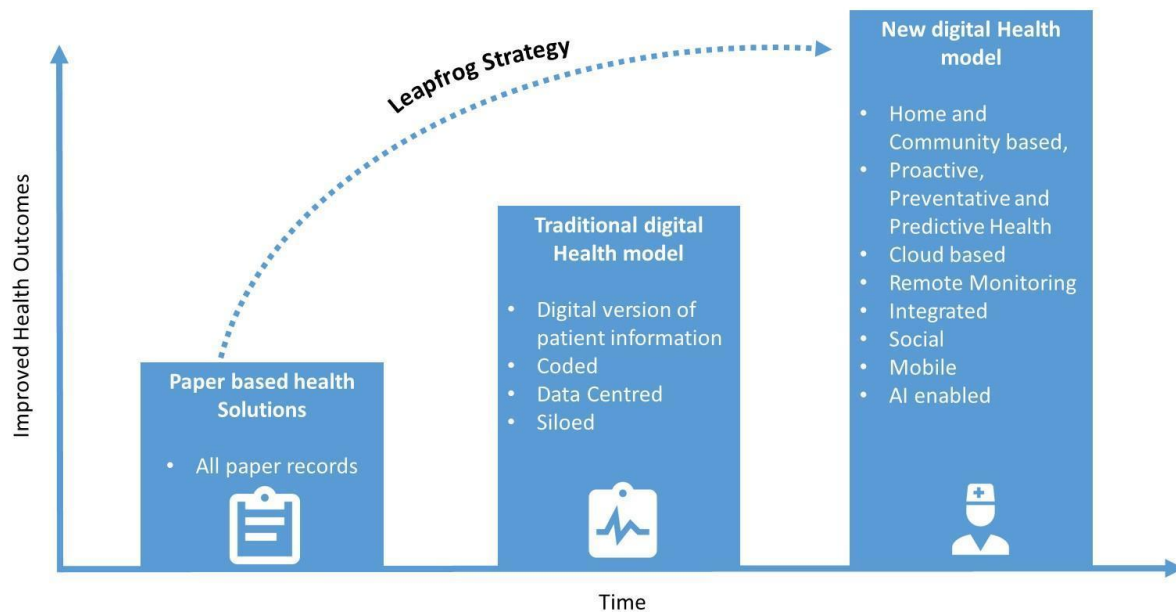 Improved Health Outcomes
Leapfrog Strategy
Paper based health
Solutions
• All paper records
Traditional digital
Health model
• Digital version of
patient information
• Coded
• Data Centred
• Siloed
New digital Health
model
• Home and
Community based,
• Proactive,
Preventative and
Predictive Health
• Cloud based
• Remote Monitoring
• Integrated
• Social
• Mobile
• AI enabled
Time